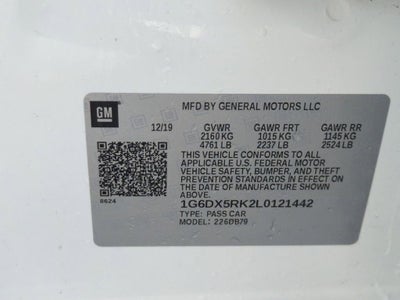 GM
MFD BY GENERAL MOTORS LLC
12/19 GVWR GAWR FRT GAWR RR
2160 KG 1015 KG 1145 KG
4761 LB 2237 LB 2524 LB
THIS VEHICLE CONFORMS TO ALL
APPLICABLE U.S. FEDERAL MOTOR
VEHICLE SAFETY, BUMPER, AND THEFT
PREVENTION STANDARDS IN EFFECT ON
THE DATE OF MANUFACTURE SHOWN
ABOVE.
8624
1G6DX5RK2L0121442
TYPE: PASS CAR
MODEL: 226DB79